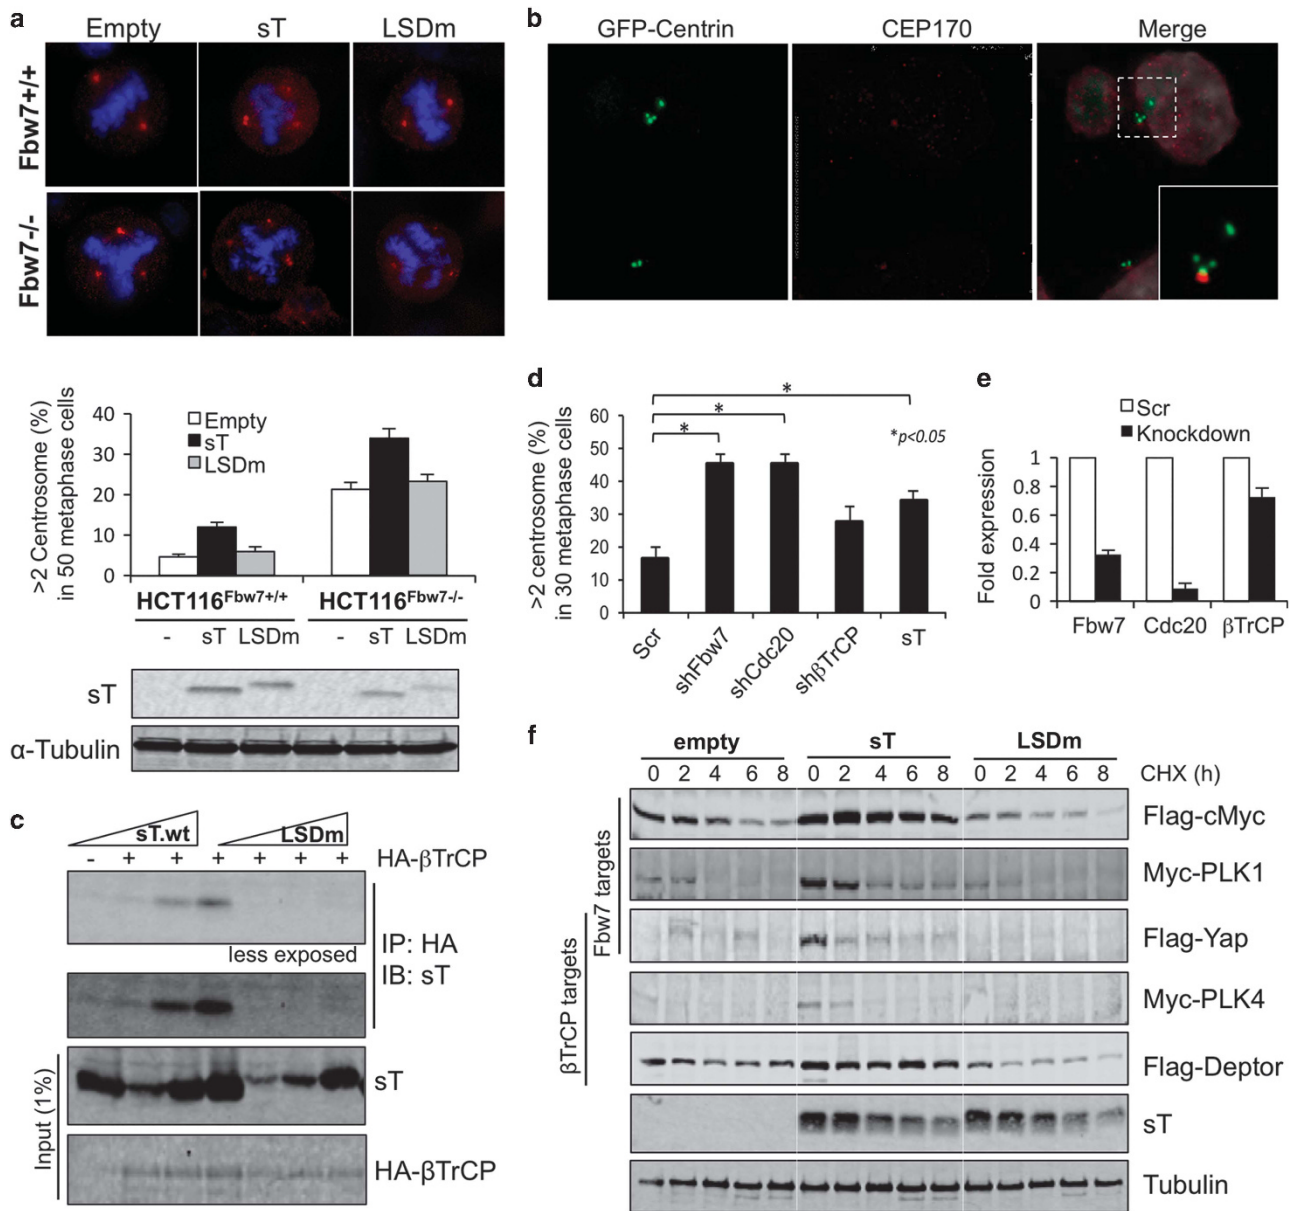 a
Empty sT LSDm
Fbw7+/+
Fbw7-/-
>2 Centrosome (%)
in 50 metaphase cells
40
30
20
10
0
Empty
sT
LSDm
HCT116Fbw7+/+ HCT116Fbw7-/-
- sT LSDm - sT LSDm
sT
α-Tubulin
b
GFP-Centrin CEP170 Merge
c
sT.wt LSDm
- + + + + + + HA-βTrCP
less exposed
IP: HA
IB: sT
Input (1%)
sT
HA-βTrCP
d
>2 centrosome (%)
in 30 metaphase cells
60
50
40
30
20
10
0
* * *
*p<0.05
Scr shFbw7 shCdc20 shβTrCP sT
e
Scr
Knockdown
Fold expression
1
0.8
0.6
0.4
0.2
0
Fbw7 Cdc20 βTrCP
f
empty sT LSDm
0 2 4 6 8 0 2 4 6 8 0 2 4 6 8 CHX (h)
Fbw7 targets
βTrCP targets
Flag-cMyc
Myc-PLK1
Flag-Yap
Myc-PLK4
Flag-Deptor
sT
Tubulin